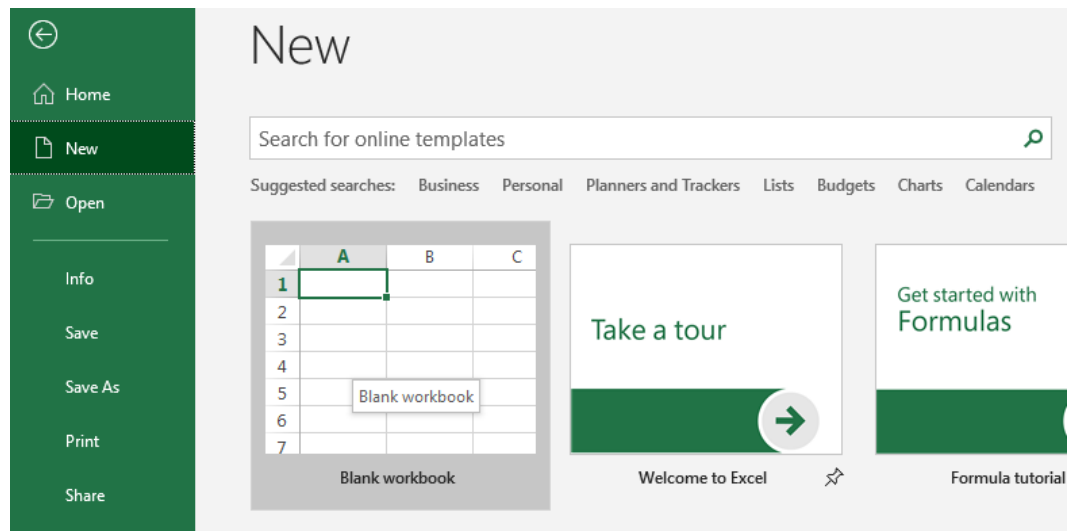 New
Home
New
Open
Info
Save
Save As
Print
Share
Search for online templates
Suggested searches: Business Personal Planners and Trackers Lists Budgets Charts Calendars
A B C
1
2
3
4
5
6
7
Blank workbook
Blank workbook
Take a tour
Welcome to Excel
Get started with
Formulas
Formula tutorial